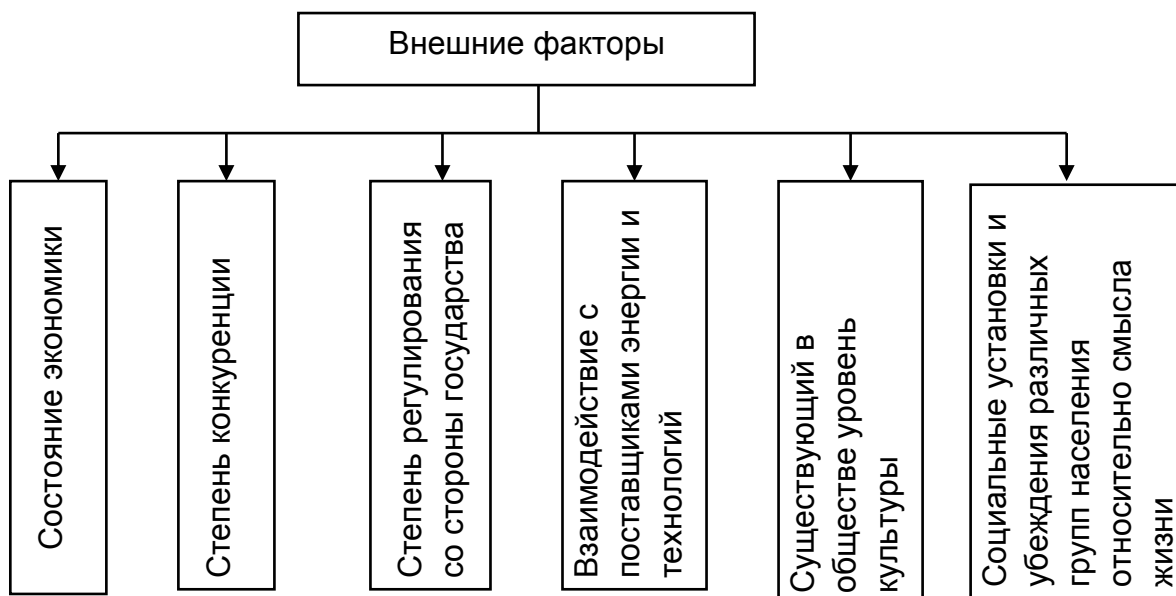 Внешние факторы
Состояние экономики
Степень конкуренции
Степень регулирования
со стороны государства
Взаимодействие с
поставщиками энергии и
технологий
Существующий в
обществе уровень
культуры
Социальные установки и
убеждения различных
групп населения
относительно смысла
жизни